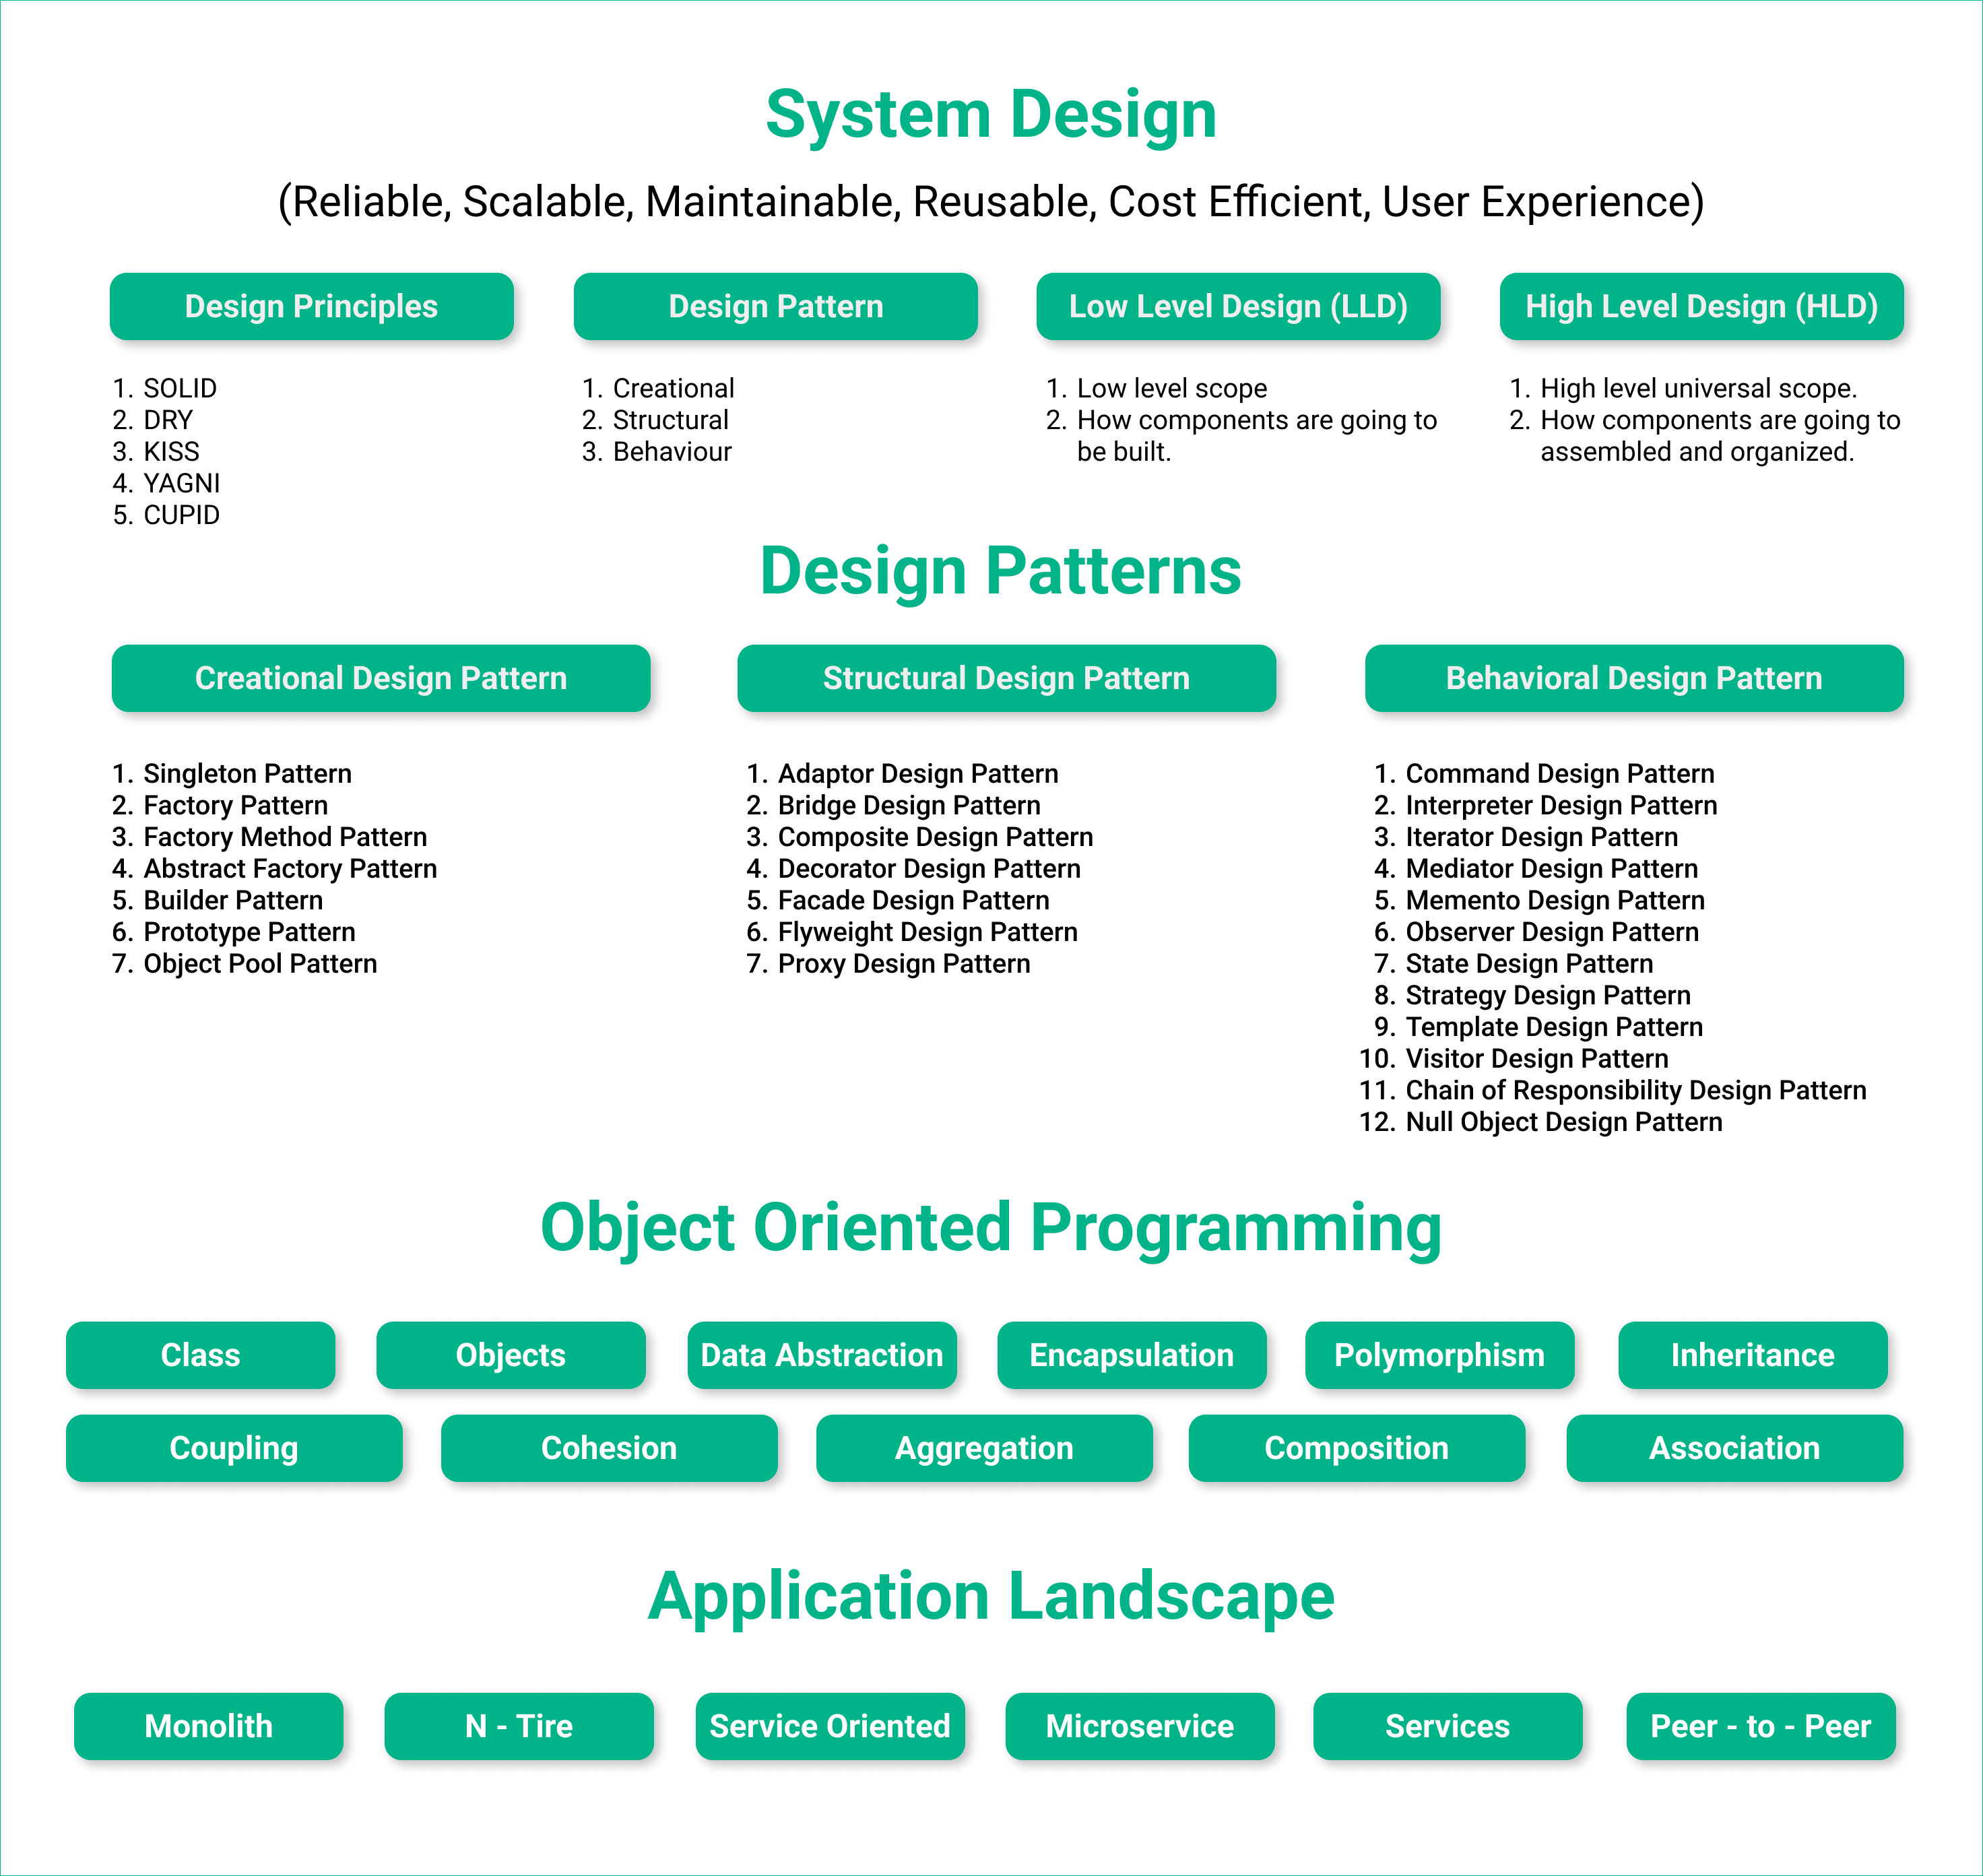 System Design
(Reliable, Scalable, Maintainable, Reusable, Cost Efficient, User Experience)
Design Principles
1. SOLID
2. DRY
3. KISS
4. YAGNI
5. CUPID
Design Pattern
1. Creational
2. Structural
3. Behaviour
Low Level Design (LLD)
1. Low level scope
2. How components are going to
be built.
High Level Design (HLD)
1. High level universal scope.
2. How components are going to
assembled and organized.
Design Patterns
Creational Design Pattern
1. Singleton Pattern
2. Factory Pattern
3. Factory Method Pattern
4. Abstract Factory Pattern
5. Builder Pattern
6. Prototype Pattern
7. Object Pool Pattern
Structural Design Pattern
1. Adaptor Design Pattern
2. Bridge Design Pattern
3. Composite Design Pattern
4. Decorator Design Pattern
5. Facade Design Pattern
6. Flyweight Design Pattern
7. Proxy Design Pattern
Behavioral Design Pattern
1. Command Design Pattern
2. Interpreter Design Pattern
3. Iterator Design Pattern
4. Mediator Design Pattern
5. Memento Design Pattern
6. Observer Design Pattern
7. State Design Pattern
8. Strategy Design Pattern
9. Template Design Pattern
10. Visitor Design Pattern
11. Chain of Responsibility Design Pattern
12. Null Object Design Pattern
Object Oriented Programming
Class
Objects
Data Abstraction
Encapsulation
Polymorphism
Inheritance
Coupling
Cohesion
Aggregation
Composition
Association
Application Landscape
Monolith
N - Tire
Service Oriented
Microservice
Services
Peer - to - Peer